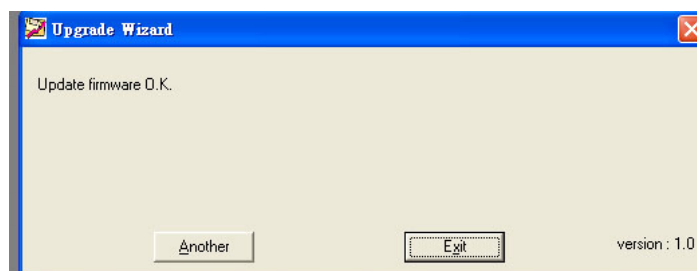 Upgrade Wizard
Update firmware O.K.
Another Exit version : 1.0